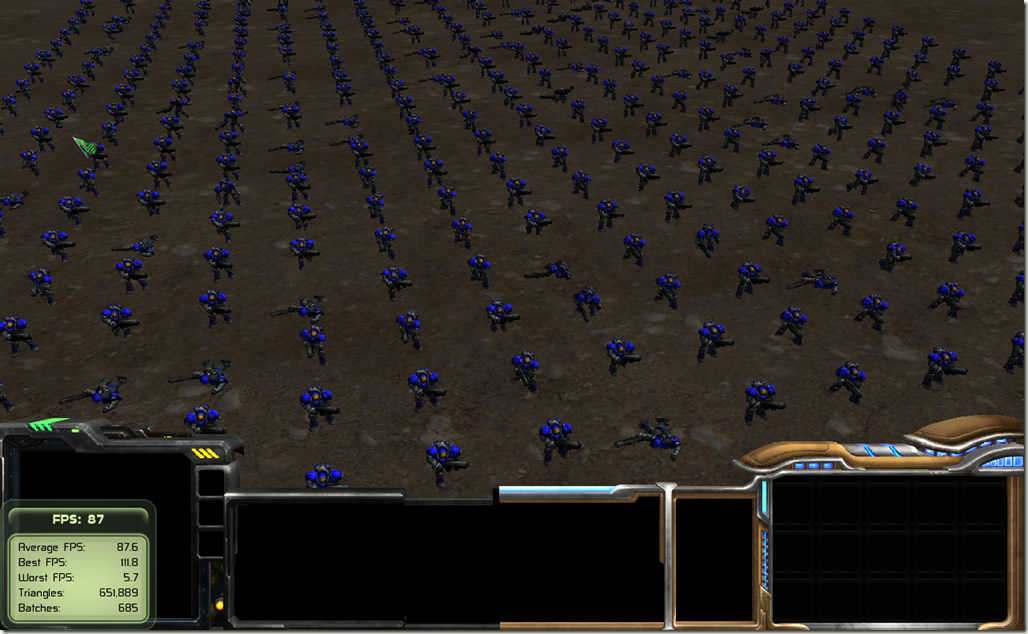 FPS: 87
Average FPS: 87.6
Best FPS: 111.8
Worst FPS: 5.7
Triangles: 651,889
Batches: 685